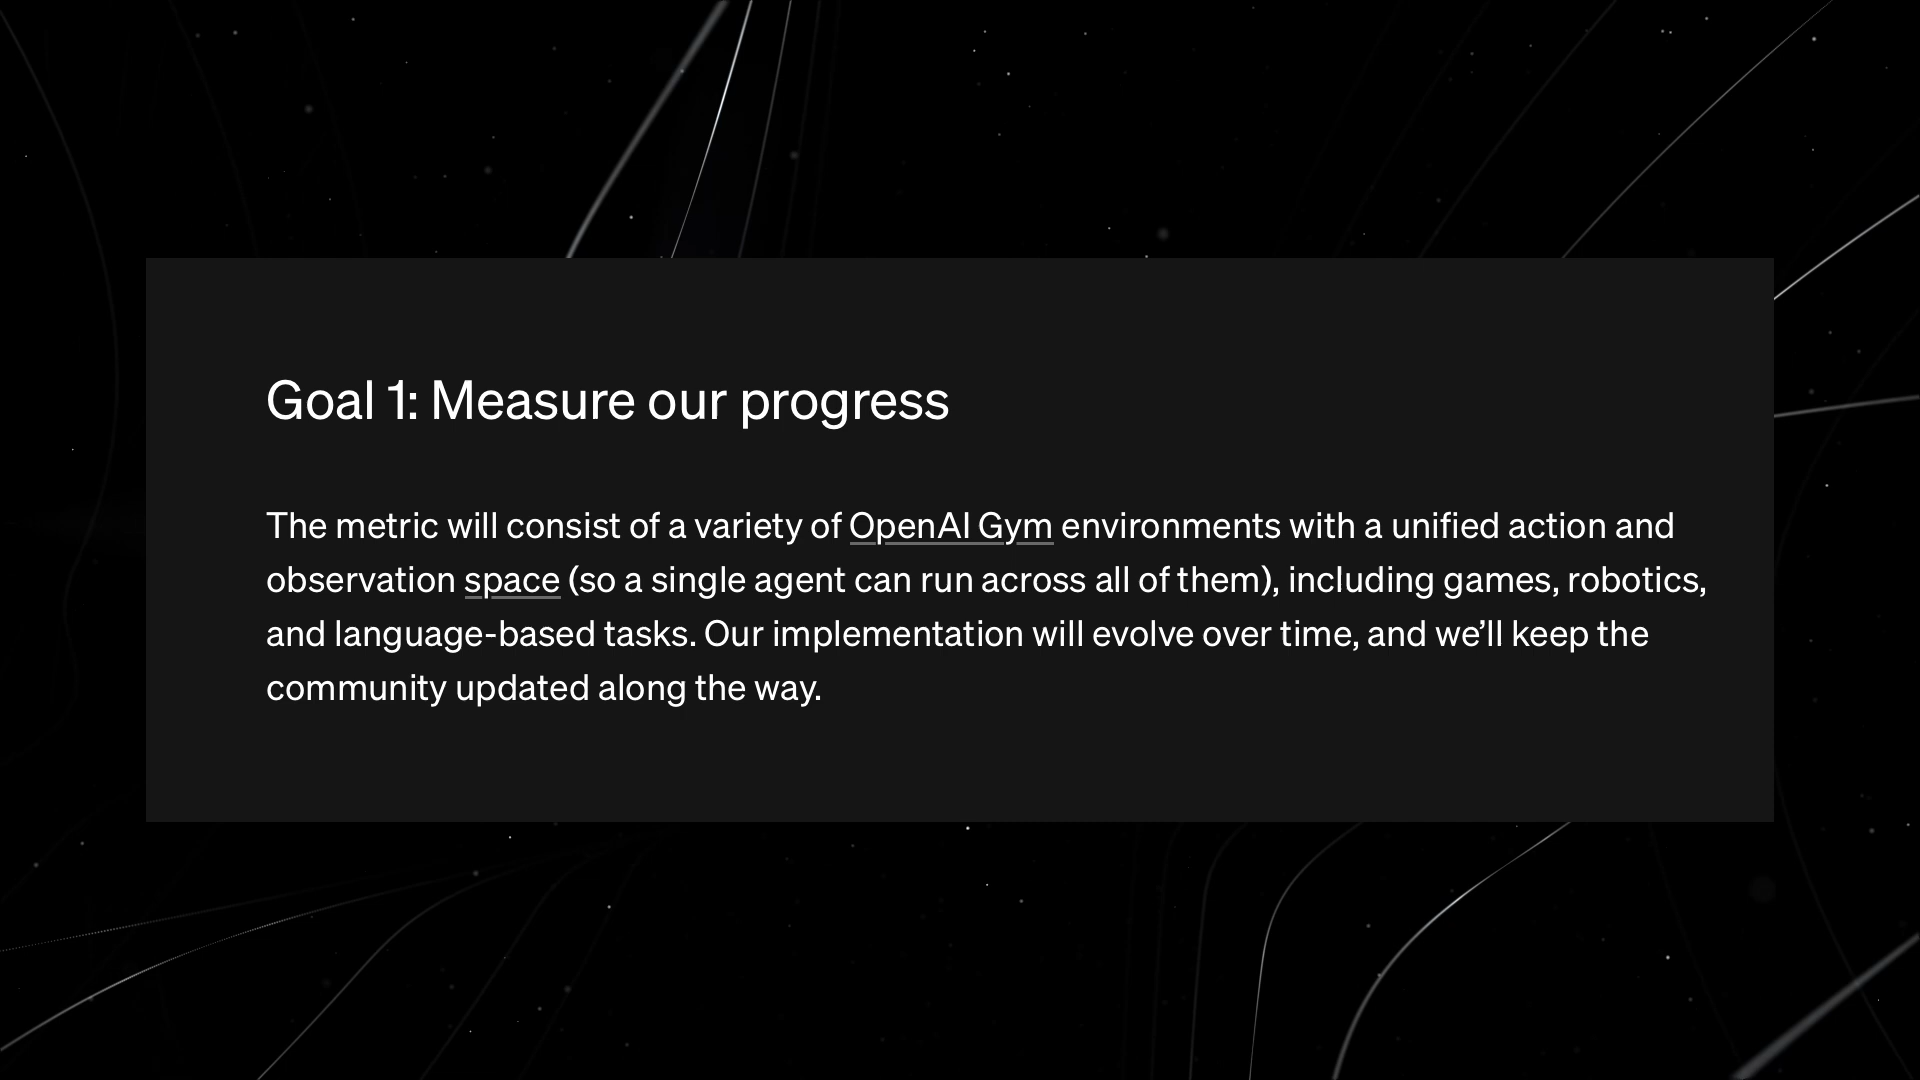 Goal 1: Measure our progress
The metric will consist of a variety of OpenAI Gym environments with a unified action and
observation space (so a single agent can run across all of them), including games, robotics,
and language-based tasks. Our implementation will evolve over time, and we’ll keep the
community updated along the way.